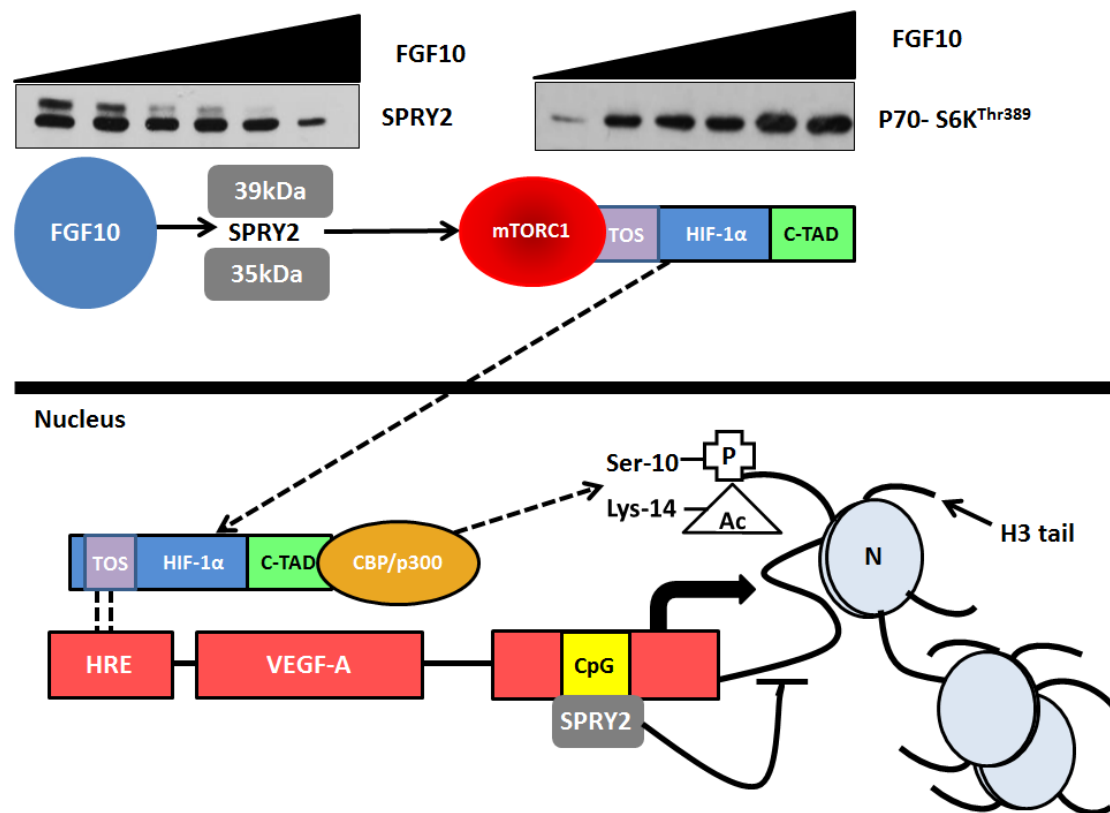 FGF10
SPRY2
FGF10
P70- S6KThr389
FGF10
39kDa
SPRY2
35kDa
mTORC1
TOS
HIF-1α
C-TAD
Nucleus
Ser-10
P
Lys-14
Ac
H3 tail
N
TOS
HIF-1α
C-TAD
CBP/p300
HRE
VEGF-A
CpG
SPRY2